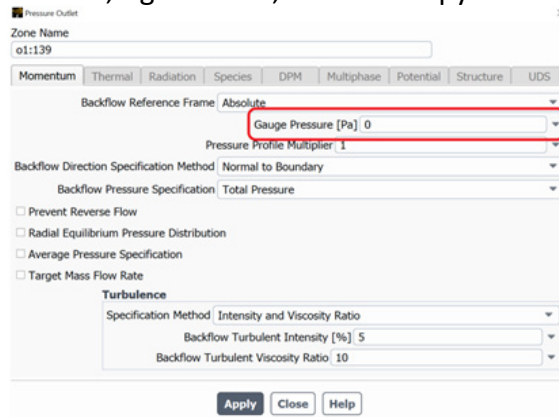 Pressure Outlet
Zone Name
o1:139
Momentum Thermal Radiation Species DPM Multiphase Potential Structure UDS
Backflow Reference Frame Absolute
Gauge Pressure [Pa] 0
Pressure Profile Multiplier 1
Backflow Direction Specification Method Normal to Boundary
Backflow Pressure Specification Total Pressure
Prevent Reverse Flow
Radial Equilibrium Pressure Distribution
Average Pressure Specification
Target Mass Flow Rate
Turbulence
Specification Method Intensity and Viscosity Ratio
Backflow Turbulent Intensity [%] 5
Backflow Turbulent Viscosity Ratio 10
Apply Close Help